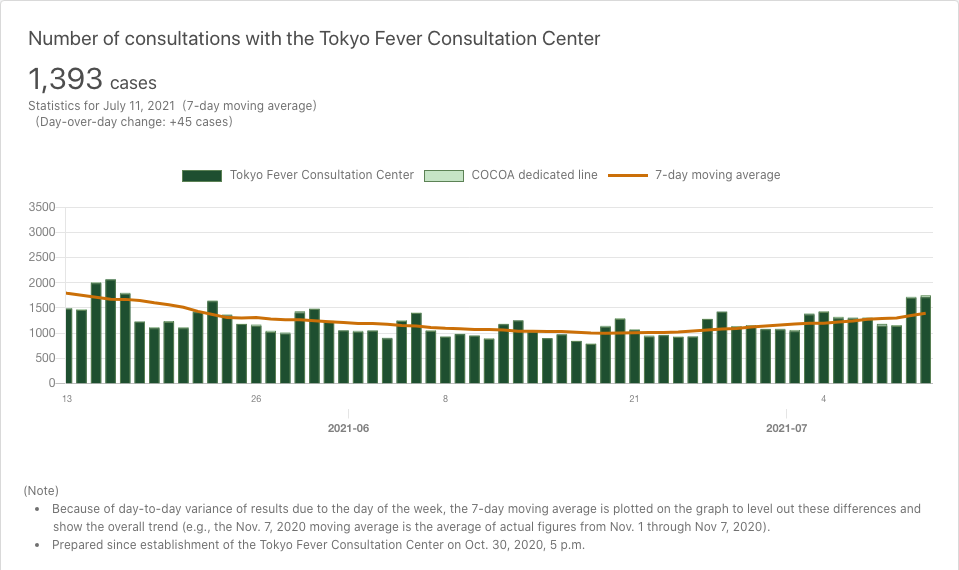 Number of consultations with the Tokyo Fever Consultation Center
1,393 cases
Statistics for July 11, 2021 (7-day moving average)
(Day-over-day change: +45 cases)
Tokyo Fever Consultation Center
COCOA dedicated line
7-day moving average
3500
3000
2500
2000
1500
1000
500
0
13
26
8
21
4
2021-06
2021-07
(Note)
• Because of day-to-day variance of results due to the day of the week, the 7-day moving average is plotted on the graph to level out these differences and
show the overall trend (e.g., the Nov. 7, 2020 moving average is the average of actual figures from Nov. 1 through Nov 7, 2020).
• Prepared since establishment of the Tokyo Fever Consultation Center on Oct. 30, 2020, 5 p.m.